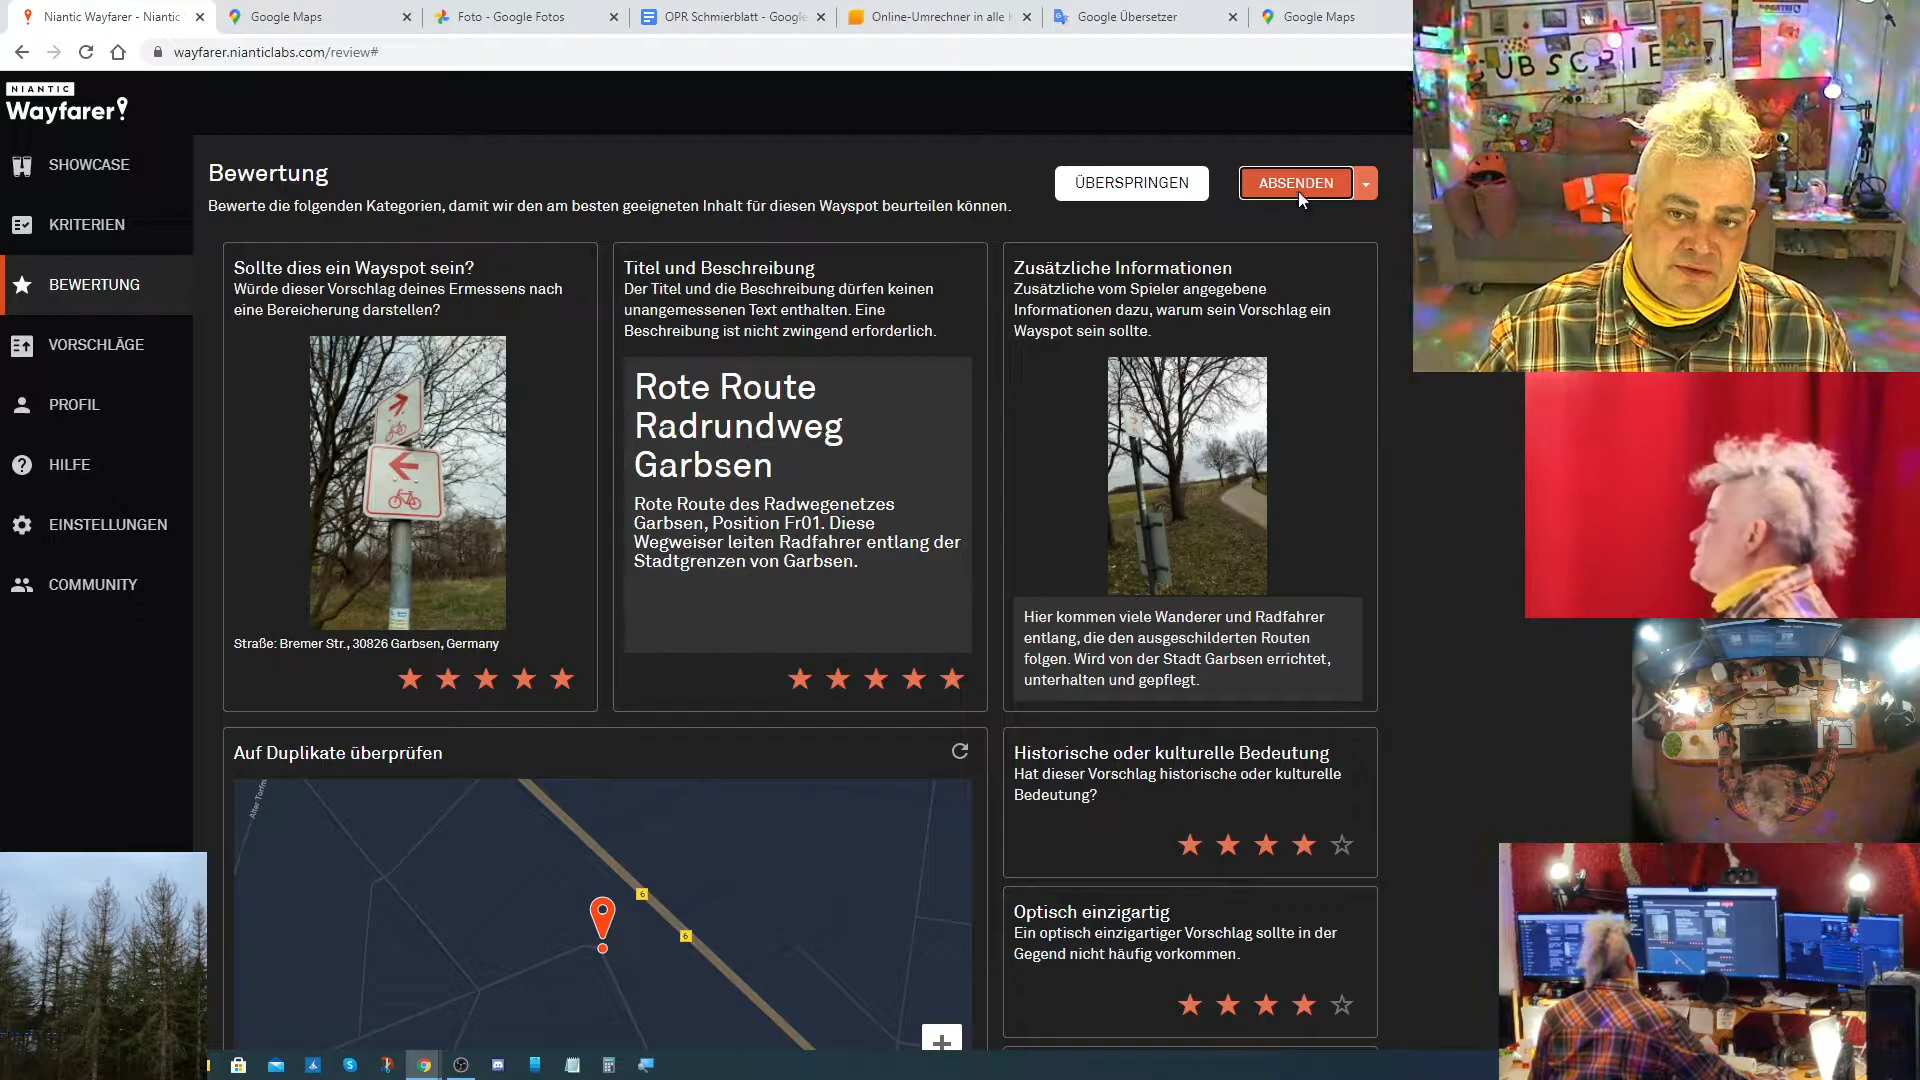 Niantic Wayfarer - Niantic
Google Maps
Foto - Google Fotos
OPR Schmierblatt - Google
Online-Umrechner in alle
Google Übersetzer
Google Maps
wayfarer.nianticlabs.com/review#
NIANTIC
Wayfarer
SUBSCRIBE
SHOWCASE
KRITERIEN
BEWERTUNG
VORSCHLÄGE
PROFIL
HILFE
EINSTELLUNGEN
COMMUNITY
Bewertung
Bewerte die folgenden Kategorien, damit wir den am besten geeigneten Inhalt für diesen Wayspot beurteilen können.
ÜBERSPRINGEN
ABSENDEN
Sollte dies ein Wayspot sein?
Würde dieser Vorschlag deines Ermessens nach
eine Bereicherung darstellen?
Straße: Bremer Str., 30826 Garbsen, Germany
Titel und Beschreibung
Der Titel und die Beschreibung dürfen keinen
unangemessenen Text enthalten. Eine
Beschreibung ist nicht zwingend erforderlich.
Rote Route
Radrundweg
Garbsen
Rote Route des Radwegenetzes
Garbsen, Position Fr01. Diese
Wegweiser leiten Radfahrer entlang der
Stadtgrenzen von Garbsen.
Zusätzliche Informationen
Zusätzliche vom Spieler angegebene
Informationen dazu, warum sein Vorschlag ein
Wayspot sein sollte.
Hier kommen viele Wanderer und Radfahrer
entlang, die den ausgeschilderten Routen
folgen. Wird von der Stadt Garbsen errichtet,
unterhalten und gepflegt.
Auf Duplikate überprüfen
6
6
Historische oder kulturelle Bedeutung
Hat dieser Vorschlag historische oder kulturelle
Bedeutung?
Optisch einzigartig
Ein optisch einzigartiger Vorschlag sollte in der
Gegend nicht häufig vorkommen.